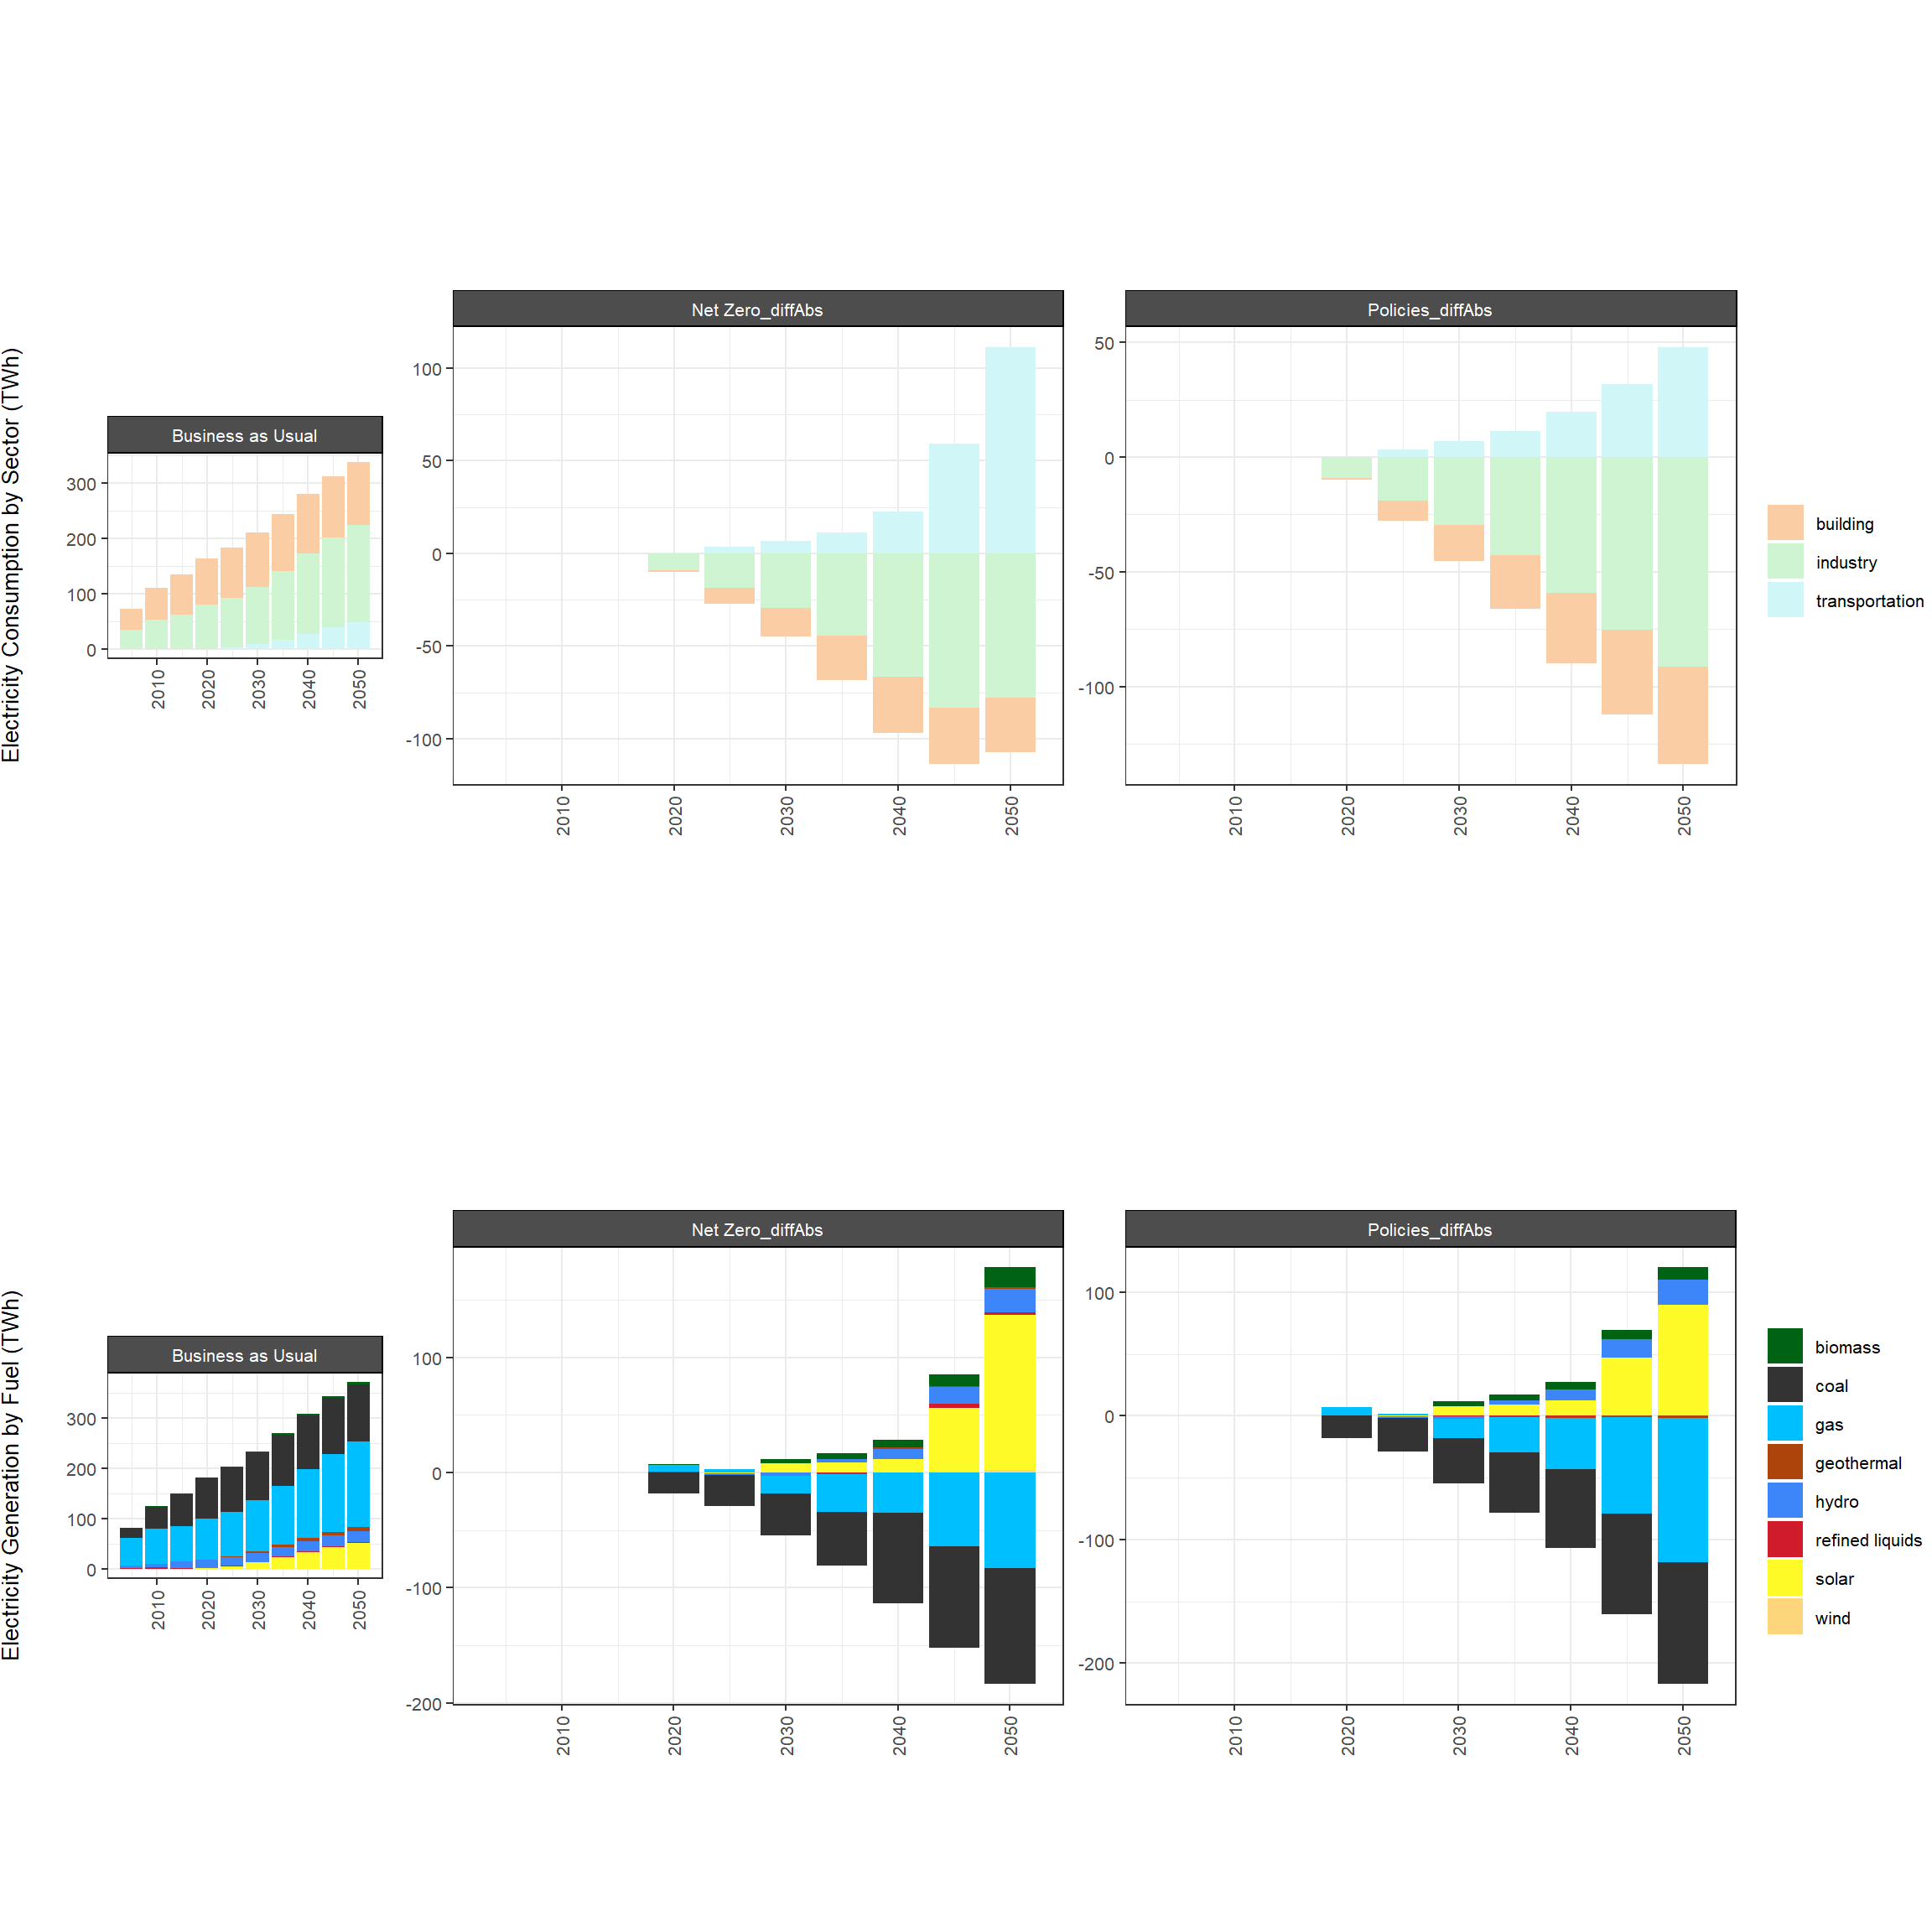 Electricity Consumption by Sector (TWh)
Business as Usual
300
200
100
0
2010 2020 2030 2040 2050
Net Zero_diffAbs
100
50
0
-50
-100
2010 2020 2030 2040 2050
Policies_diffAbs
50
0
-50
-100
2010 2020 2030 2040 2050
building
industry
transportation
Electricity Generation by Fuel (TWh)
Business as Usual
300
200
100
0
2010 2020 2030 2040 2050
Net Zero_diffAbs
100
0
-100
-200
2010 2020 2030 2040 2050
Policies_diffAbs
100
0
-100
-200
2010 2020 2030 2040 2050
biomass
coal
gas
geothermal
hydro
refined liquids
solar
wind